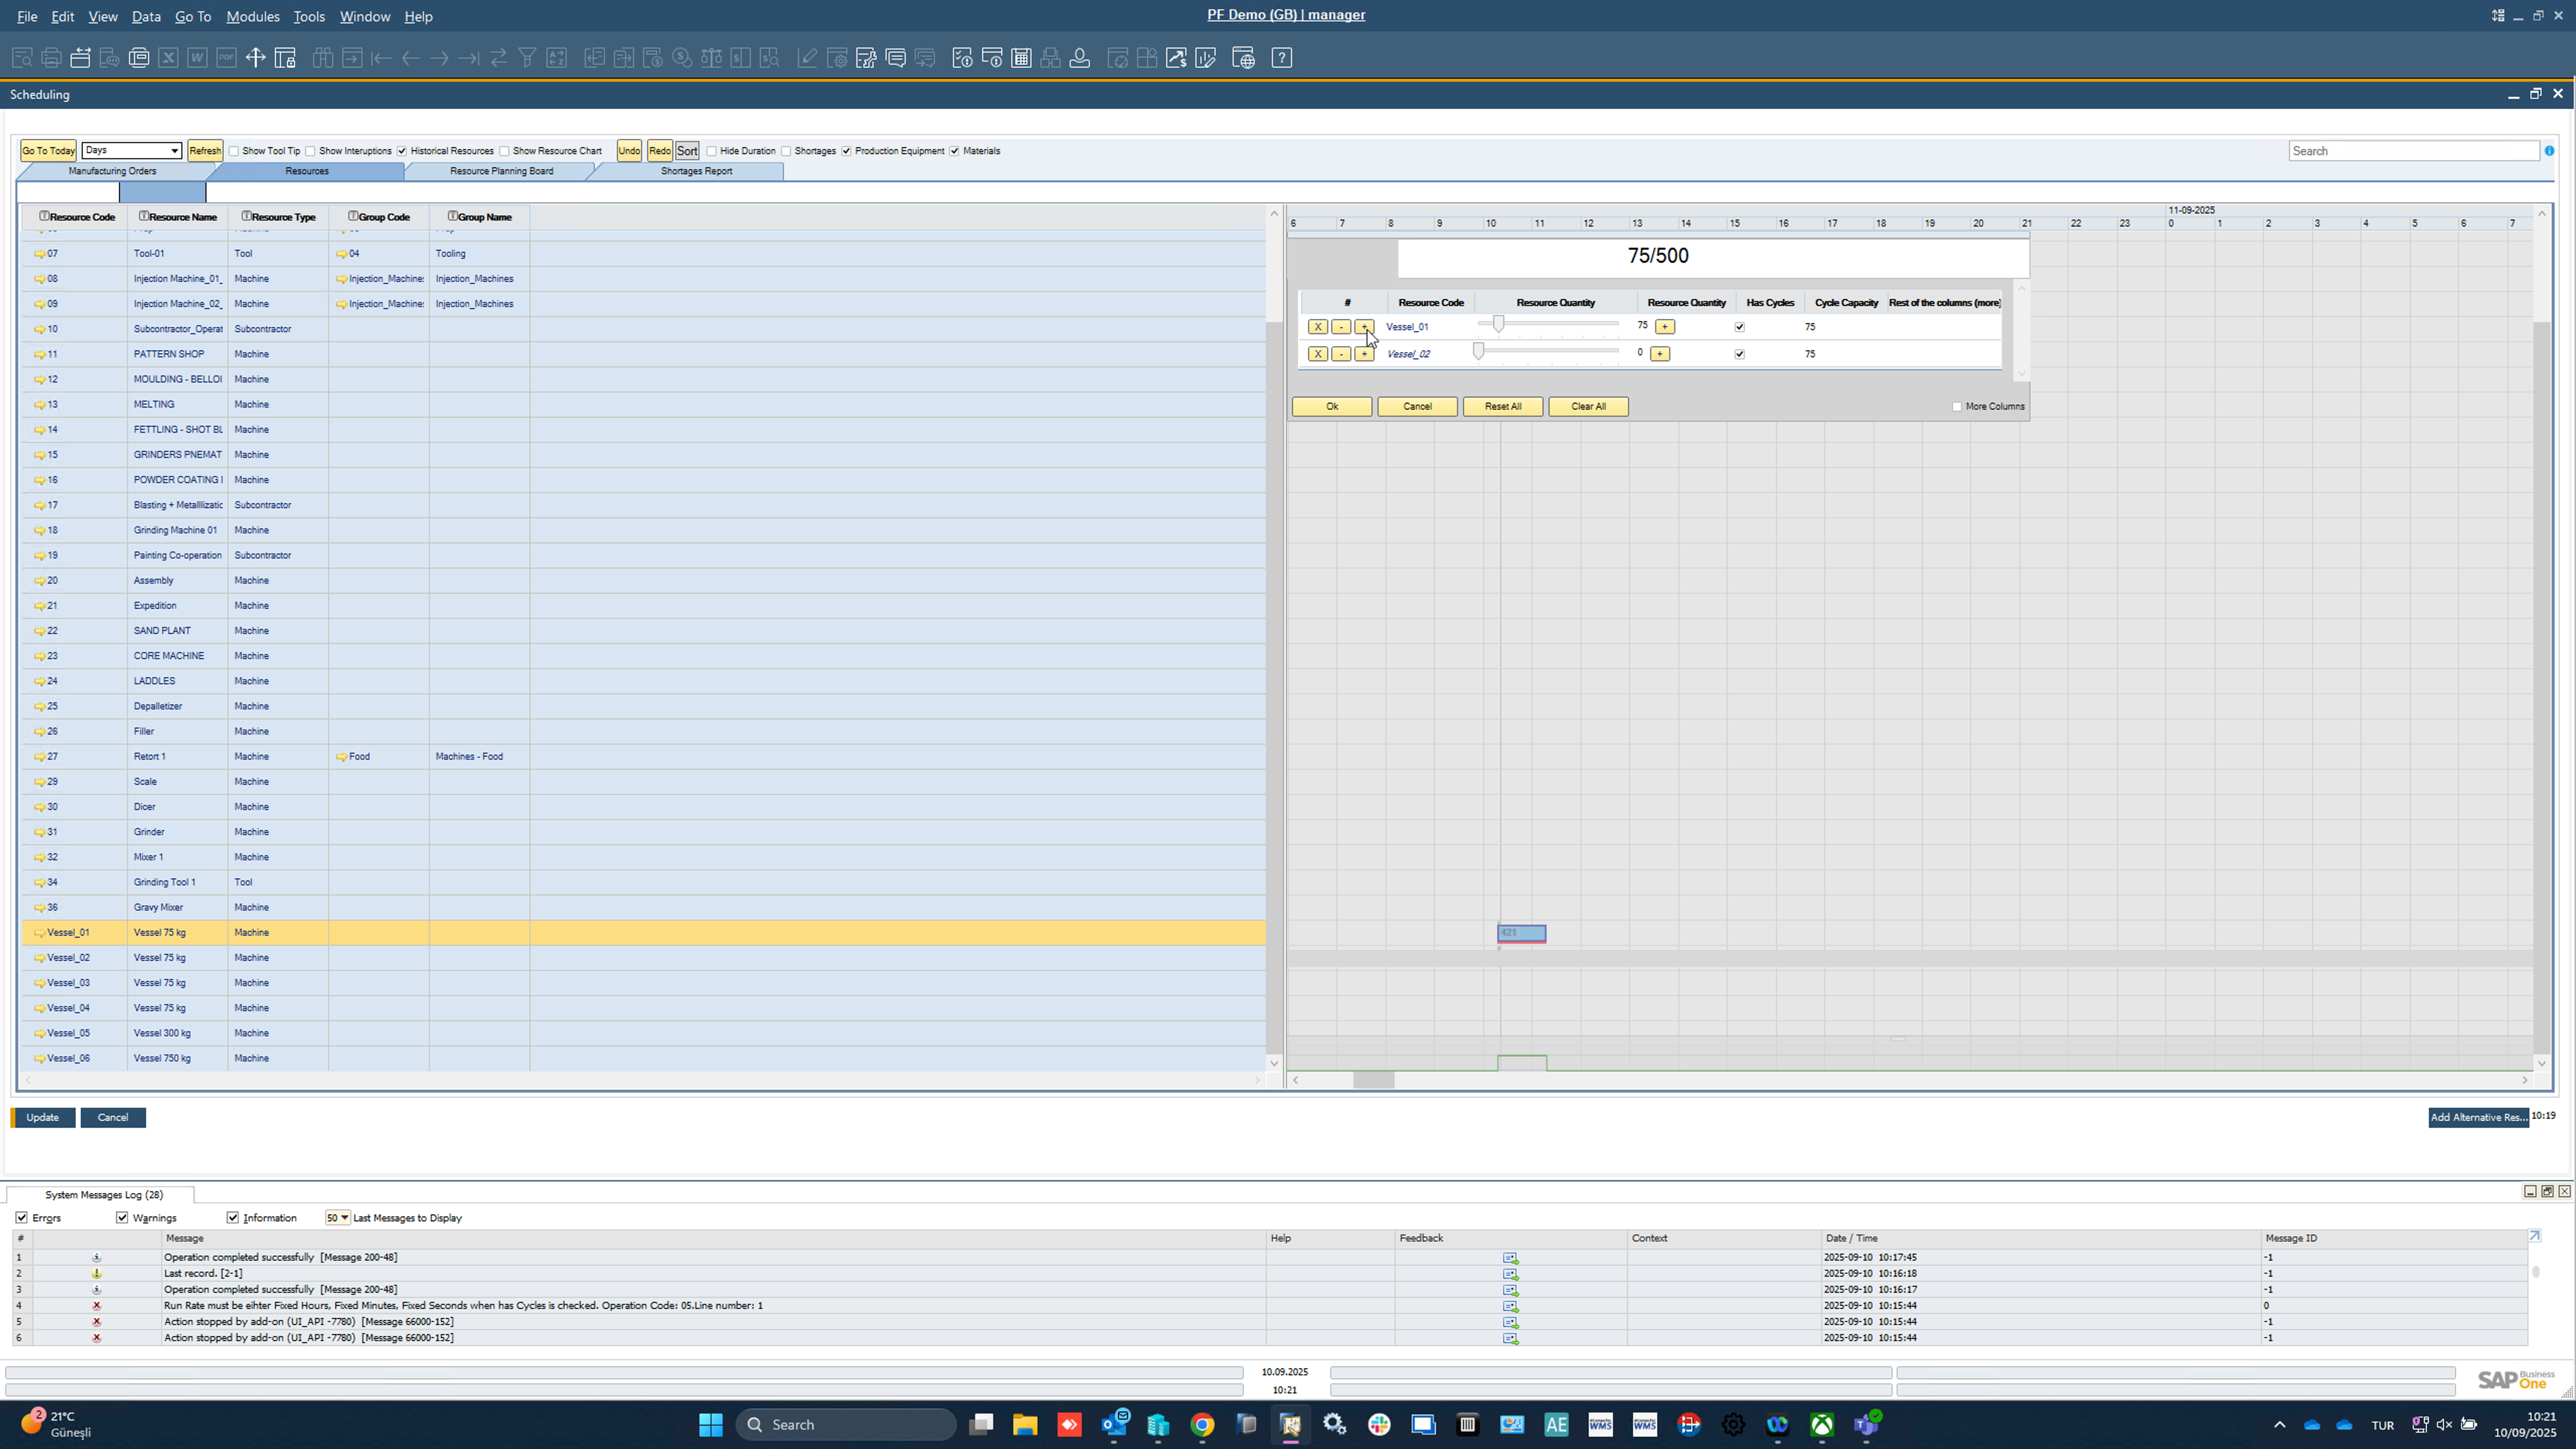 File Edit View Data Go To Modules Tools Window Help
PF Demo (GB) | manager
Scheduling
Go To Today Days Refresh Show Tool Tip Show Interuptions Historical Resources Show Resource Chart Undo Redo Sort Hide Duration Shortages Production Equipment Materials Search
Manufacturing Orders Resources Resource Planning Board Shortages Report
Resource Code Resource Name Resource Type Group Code Group Name
07 Tool-01 Tool 04 Tooling
08 Injection Machine_01_ Machine Injection_Machine: Injection_Machines
09 Injection Machine_02_ Machine Injection_Machine: Injection_Machines
10 Subcontractor_Operat Subcontractor
11 PATTERN SHOP Machine
12 MOULDING - BELLOI Machine
13 MELTING Machine
14 FETTLING - SHOT BL Machine
15 GRINDERS PNEMAT Machine
16 POWDER COATING Machine
17 Blasting + Metalllizatic Subcontractor
18 Grinding Machine 01 Machine
19 Painting Co-operation Subcontractor
20 Assembly Machine
21 Expedition Machine
22 SAND PLANT Machine
23 CORE MACHINE Machine
24 LADDLES Machine
25 Depalletizer Machine
26 Filler Machine
27 Retort 1 Machine Food Machines - Food
29 Scale Machine
30 Dicer Machine
31 Grinder Machine
32 Mixer 1 Machine
34 Grinding Tool 1 Tool
36 Gravy Mixer Machine
Vessel_01 Vessel 75 kg Machine
Vessel_02 Vessel 75 kg Machine
Vessel_03 Vessel 75 kg Machine
Vessel_04 Vessel 75 kg Machine
Vessel_05 Vessel 300 kg Machine
Vessel_06 Vessel 750 kg Machine
11-09-2025
6 7 8 9 10 11 12 13 14 15 16 17 18 19 20 21 22 23 0 1 2 3 4 5 6 7
75/500
# Resource Code Resource Quantity Resource Quantity Has Cycles Cycle Capacity Rest of the columns (more)
X - + Vessel_01 75 + 75
X - + Vessel_02 0 + 75
Ok Cancel Reset All Clear All More Columns
421
Update Cancel
Add Alternative Res... 10:19
System Messages Log (28)
Errors Warnings Information 50 Last Messages to Display
# Message Help Feedback Context Date / Time Message ID
1 Operation completed successfully [Message 200-48] 2025-09-10 10:17:45 -1
2 Last record. [2-1] 2025-09-10 10:16:18 -1
3 Operation completed successfully [Message 200-48] 2025-09-10 10:16:17 -1
4 Run Rate must be eihter Fixed Hours, Fixed Minutes, Fixed Seconds when has Cycles is checked. Operation Code: 05.Line number: 1 2025-09-10 10:15:44 0
5 Action stopped by add-on (UI_API -7780) [Message 66000-152] 2025-09-10 10:15:44 -1
6 Action stopped by add-on (UI_API -7780) [Message 66000-152] 2025-09-10 10:15:44 -1
10.09.2025
10:21
SAP Business One
2
21°C
Güneşli
Search
AE
WMS
WMS
TUR
10:21
10/09/2025